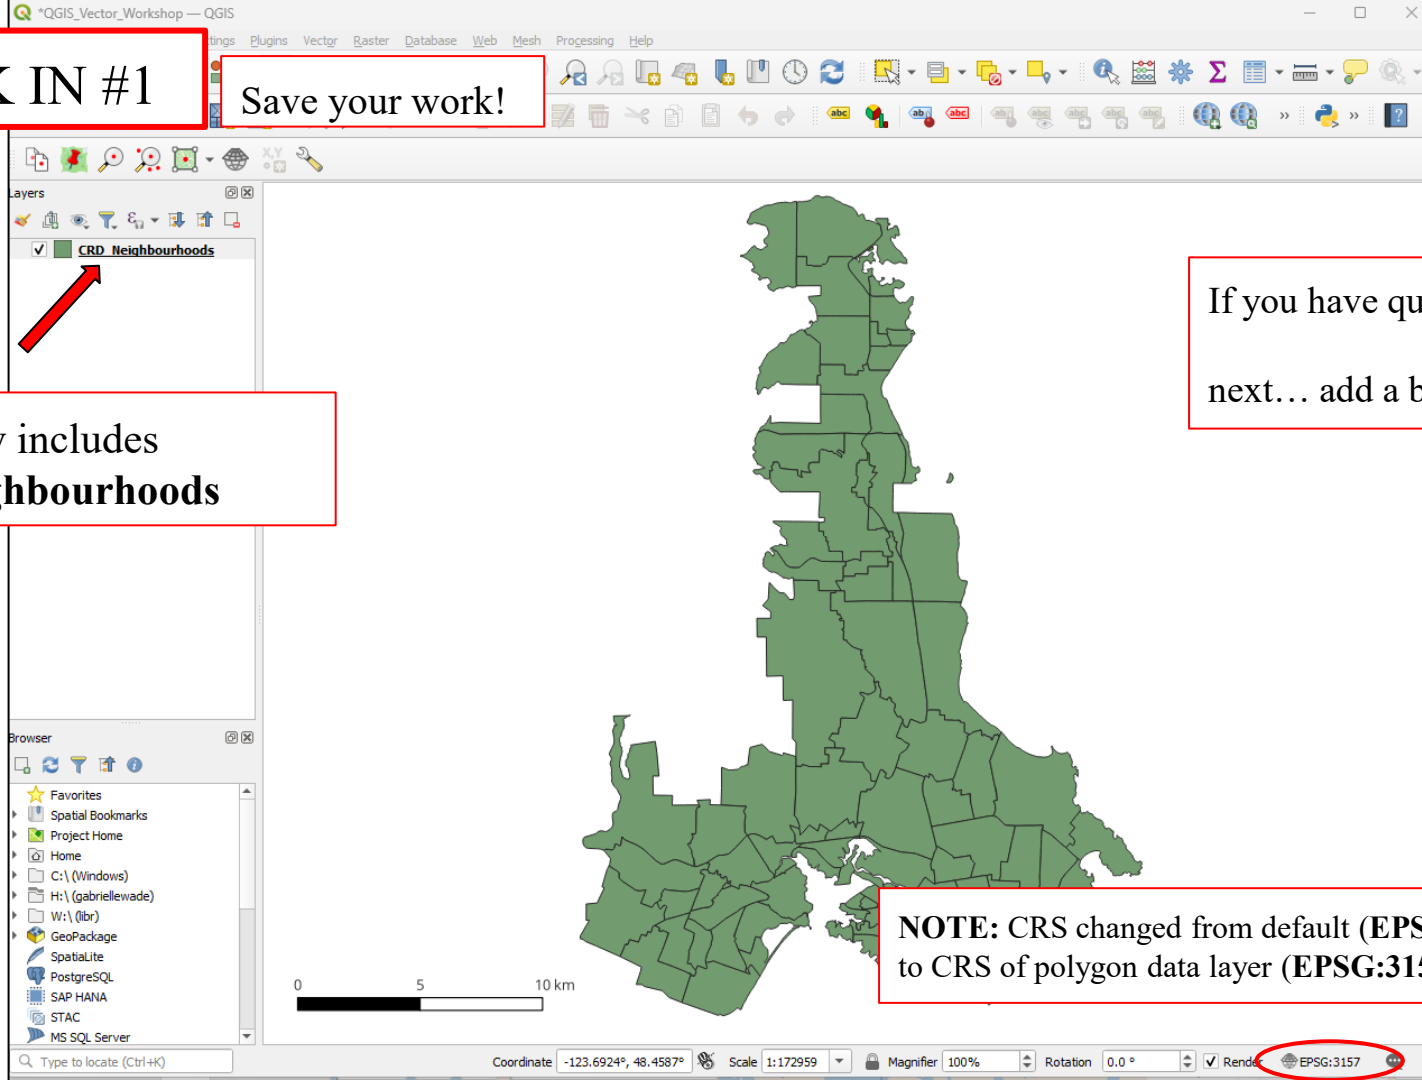 *QGIS_Vector_Workshop — QGIS
Plugins Vector Raster Database Web Mesh Processing Help
K IN #1
Save your work!
Layers
CRD_Neighbourhoods
If you have qu
next… add a b
y includes
ghbourhoods
Browser
Favorites
Spatial Bookmarks
Project Home
Home
C:\ (Windows)
H:\ (gabriellewade)
W:\ (libr)
GeoPackage
SpatiaLite
PostgreSQL
SAP HANA
STAC
MS SQL Server
NOTE: CRS changed from default (EPS
to CRS of polygon data layer (EPSG:315
0 5 10 km
Type to locate (Ctrl+K)
Coordinate -123.6924°, 48.4587° Scale 1:172959 Magnifier 100% Rotation 0.0 ° Render EPSG:3157